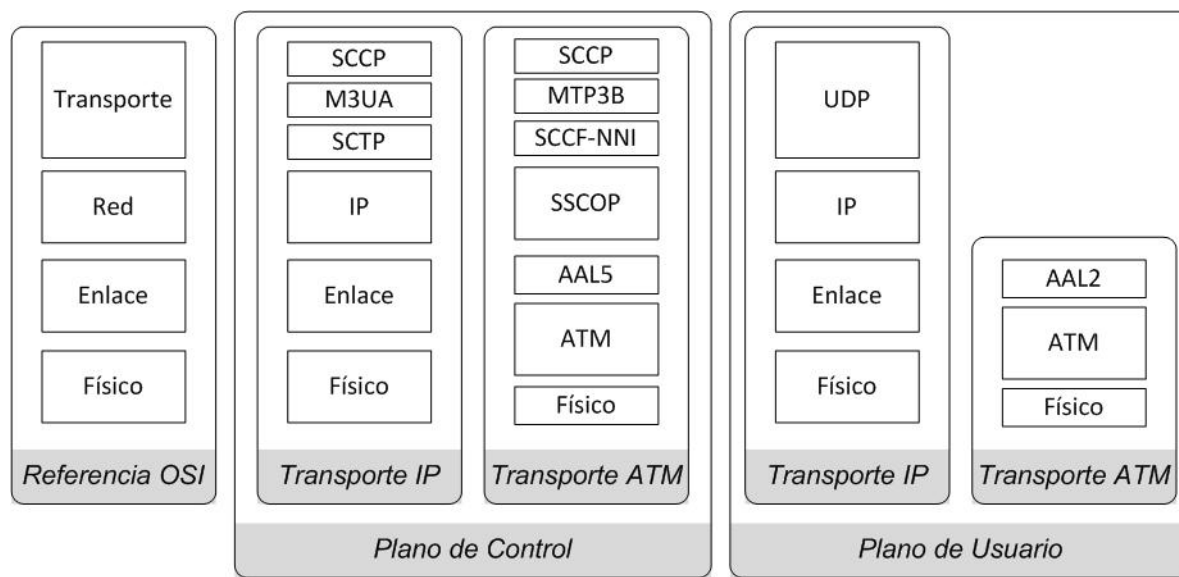 Transporte
Red
Enlace
Físico
Referencia OSI
SCCP
M3UA
SCTP
IP
Enlace
Físico
Transporte IP
SCCP
MTP3B
SCCF-NNI
SSCOP
AAL5
ATM
Físico
Transporte ATM
Plano de Control
UDP
IP
Enlace
Físico
Transporte IP
AAL2
ATM
Físico
Transporte ATM
Plano de Usuario